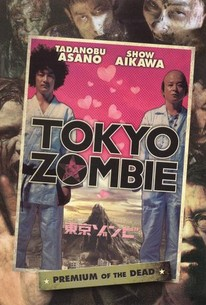 TADANOBU
ASANO
SHOW
AIKAWA
TOKYO
ZOMBIE
東京ゾンビ
PREMIUM OF THE DEAD